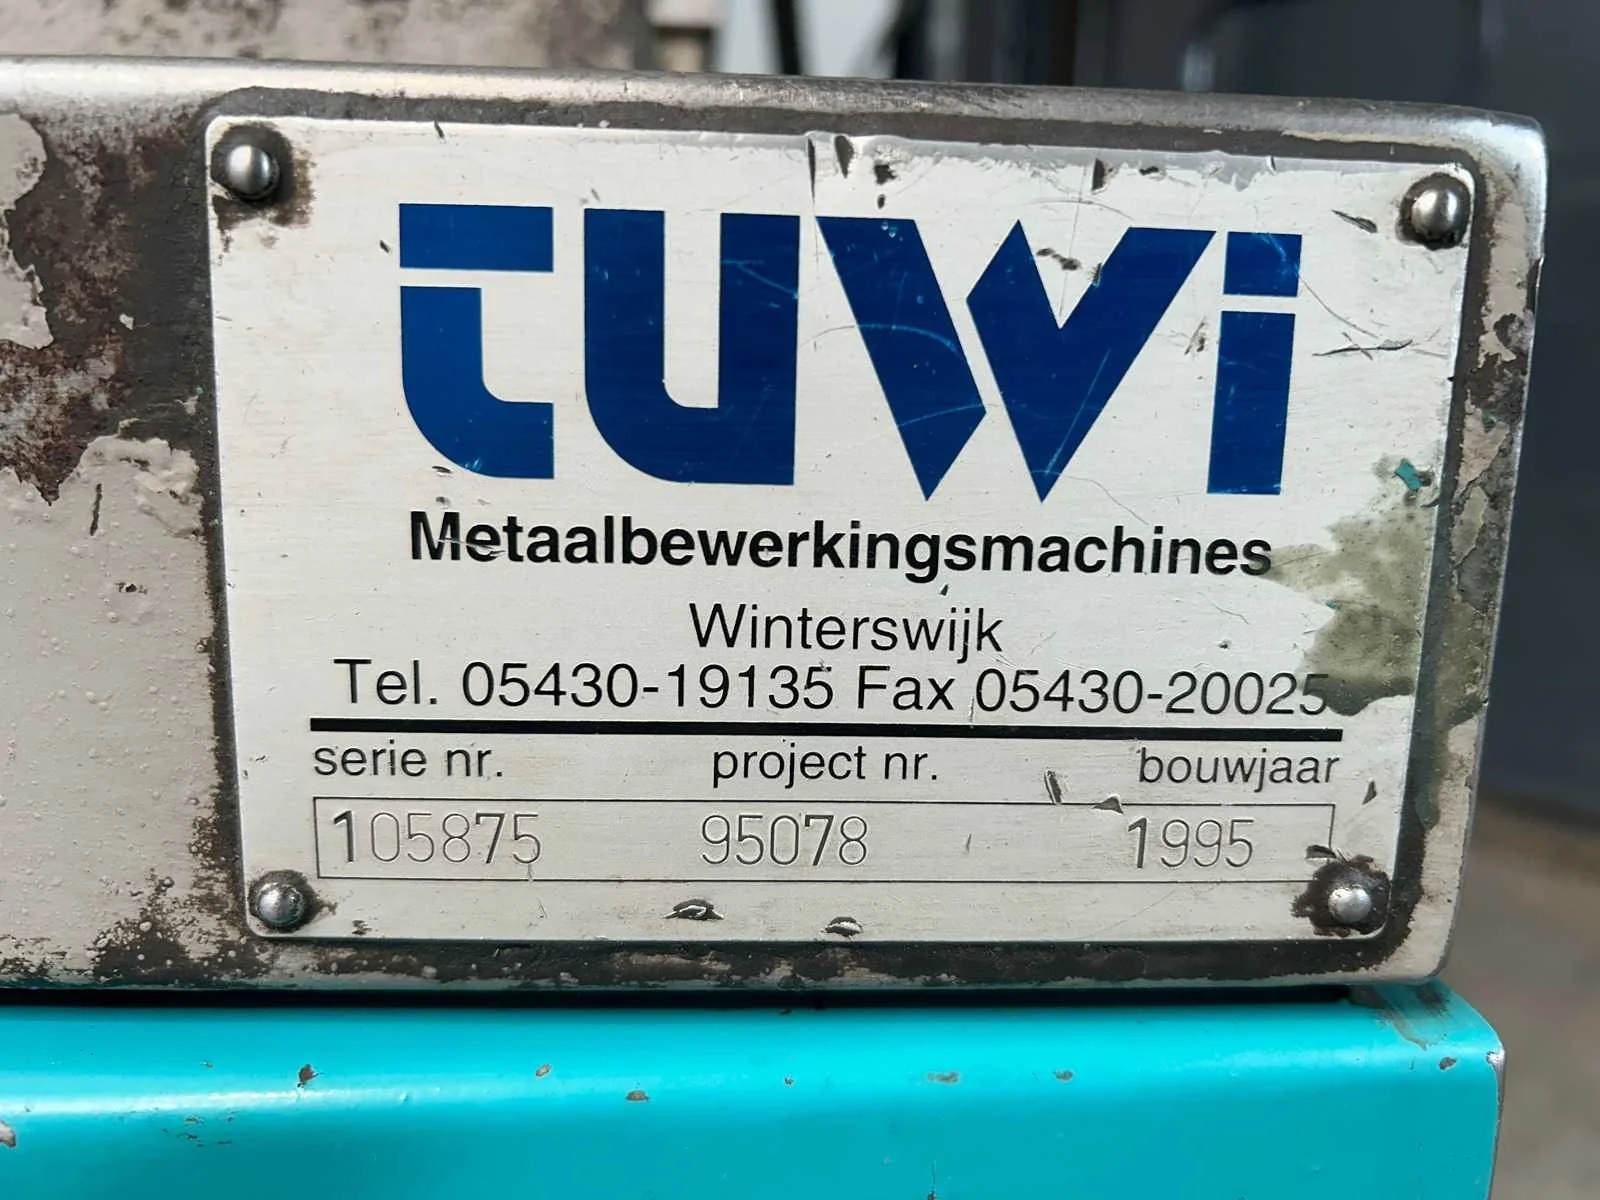 tuwi
Metaalbewerkingsmachines
Winterswijk
Tel. 05430-19135 Fax 05430-20025
serie nr. project nr. bouwjaar
105875 95078 1995